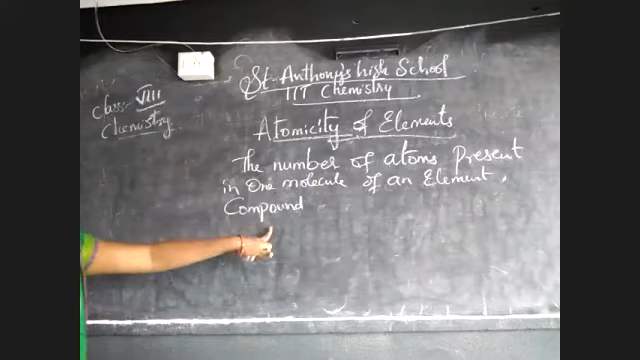 St. Anthony's high School
IIT Chemistry
Class VIII
Chemistry
Atomicity of Elements
The number of atoms Present
in One molecule of an Element,
Compound